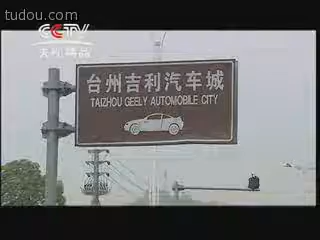 tudou.com
CCTV
台州吉利汽车城
TAIZHOU GEELY AUTOMOBILE CITY